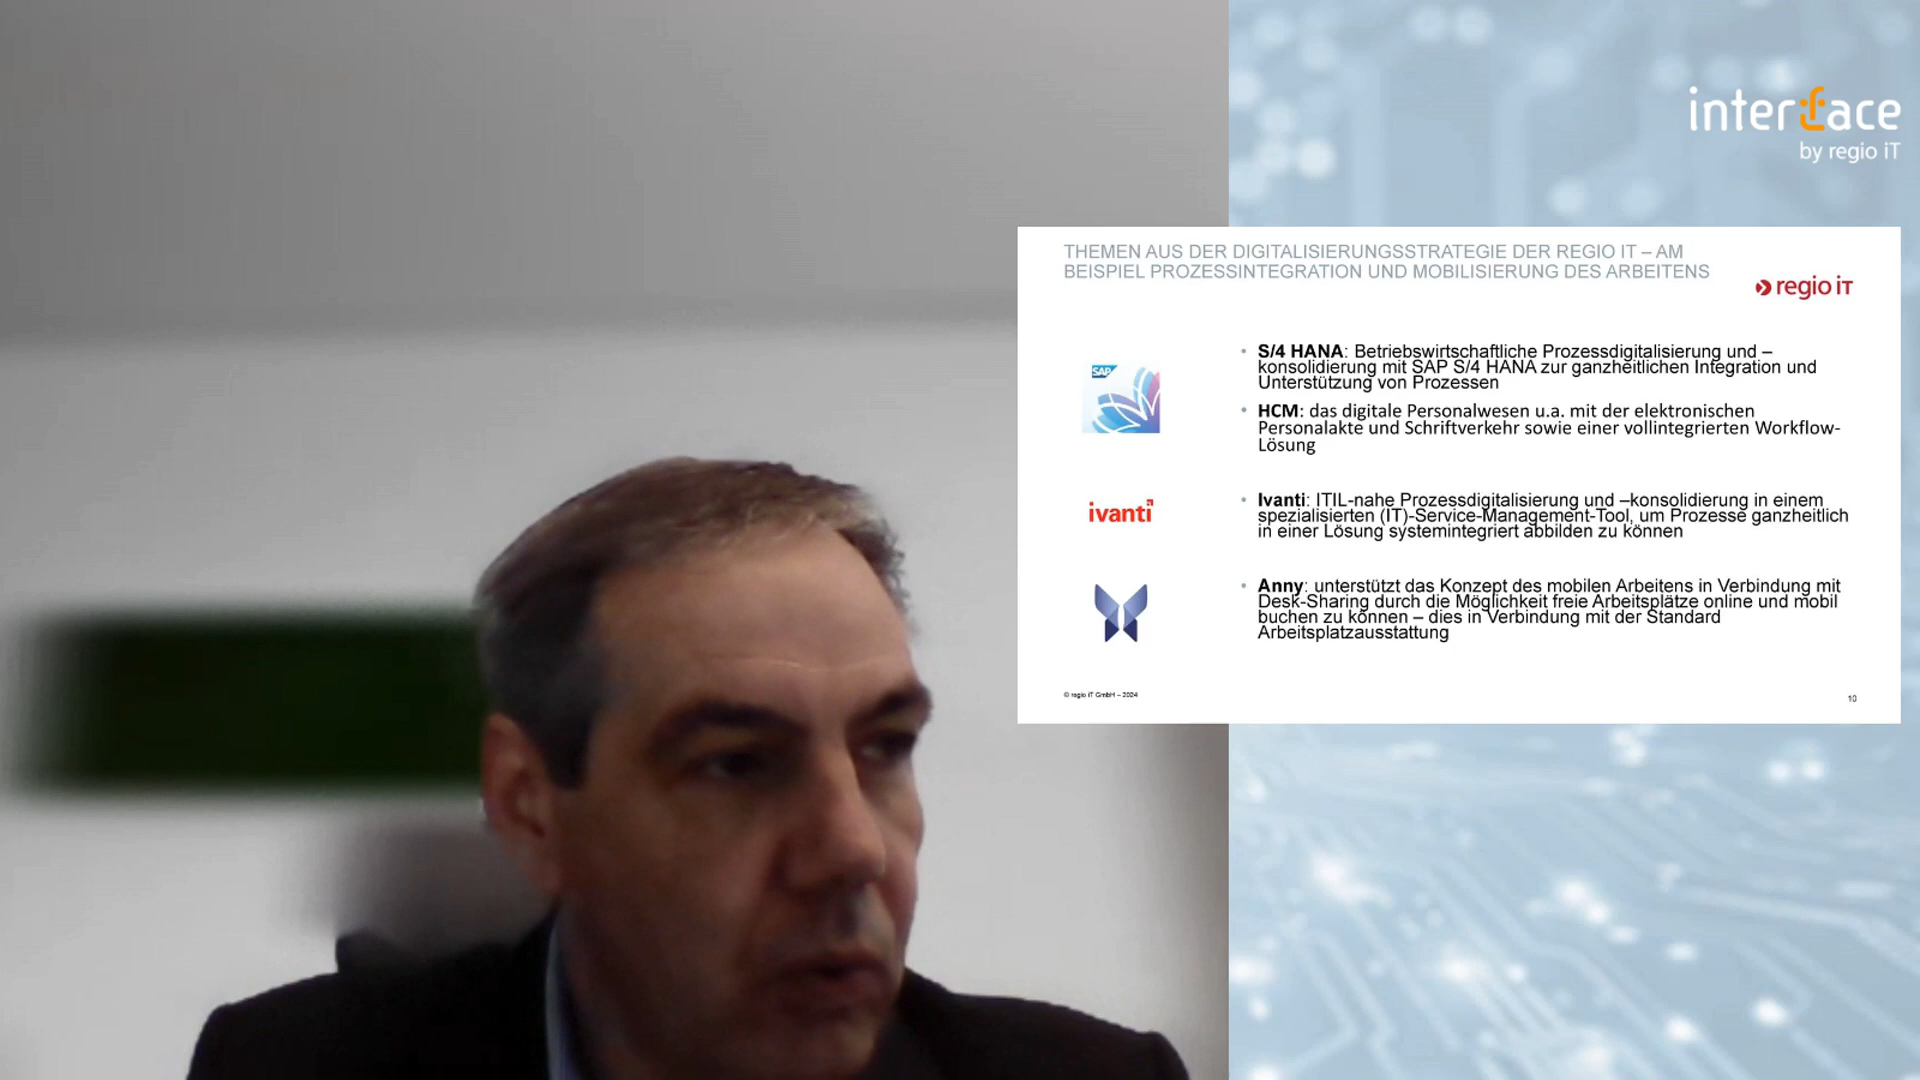 interface
by regio iT
THEMEN AUS DER DIGITALISIERUNGSSTRATEGIE DER REGIO IT – AM
BEISPIEL PROZESSINTEGRATION UND MOBILISIERUNG DES ARBEITENS
regio iT
SAP
• S/4 HANA: Betriebswirtschaftliche Prozessdigitalisierung und –
konsolidierung mit SAP S/4 HANA zur ganzheitlichen Integration und
Unterstützung von Prozessen
• HCM: das digitale Personalwesen u.a. mit der elektronischen
Personalakte und Schriftverkehr sowie einer vollintegrierten Workflow-
Lösung
ivanti
• Ivanti: ITIL-nahe Prozessdigitalisierung und –konsolidierung in einem
spezialisierten (IT)-Service-Management-Tool, um Prozesse ganzheitlich
in einer Lösung systemintegriert abbilden zu können
• Anny: unterstützt das Konzept des mobilen Arbeitens in Verbindung mit
Desk-Sharing durch die Möglichkeit freie Arbeitsplätze online und mobil
buchen zu können – dies in Verbindung mit der Standard
Arbeitsplatzausstattung
© regio iT GmbH – 2024
10